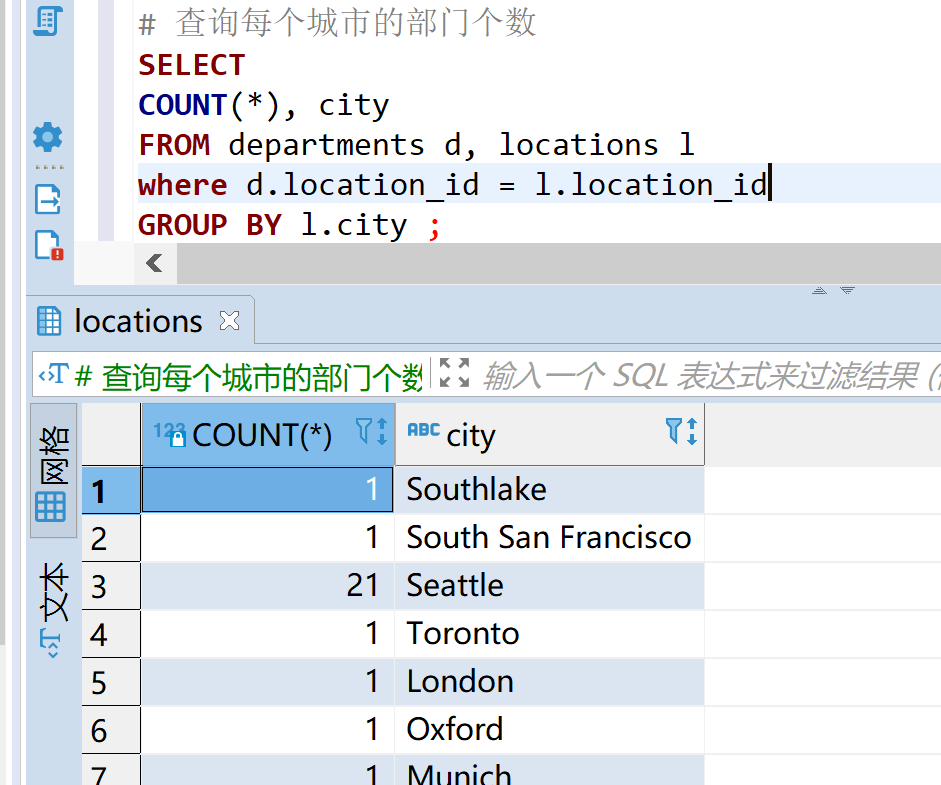 # 查询每个城市的部门个数
SELECT
COUNT(*), city
FROM departments d, locations l
where d.location_id = l.location_id
GROUP BY l.city ;
locations
# 查询每个城市的部门个数
输入一个 SQL 表达式来过滤结果 (
网格
文本
123 COUNT(*)
ABC city
1 1 Southlake
2 1 South San Francisco
3 21 Seattle
4 1 Toronto
5 1 London
6 1 Oxford
7 1 Munich